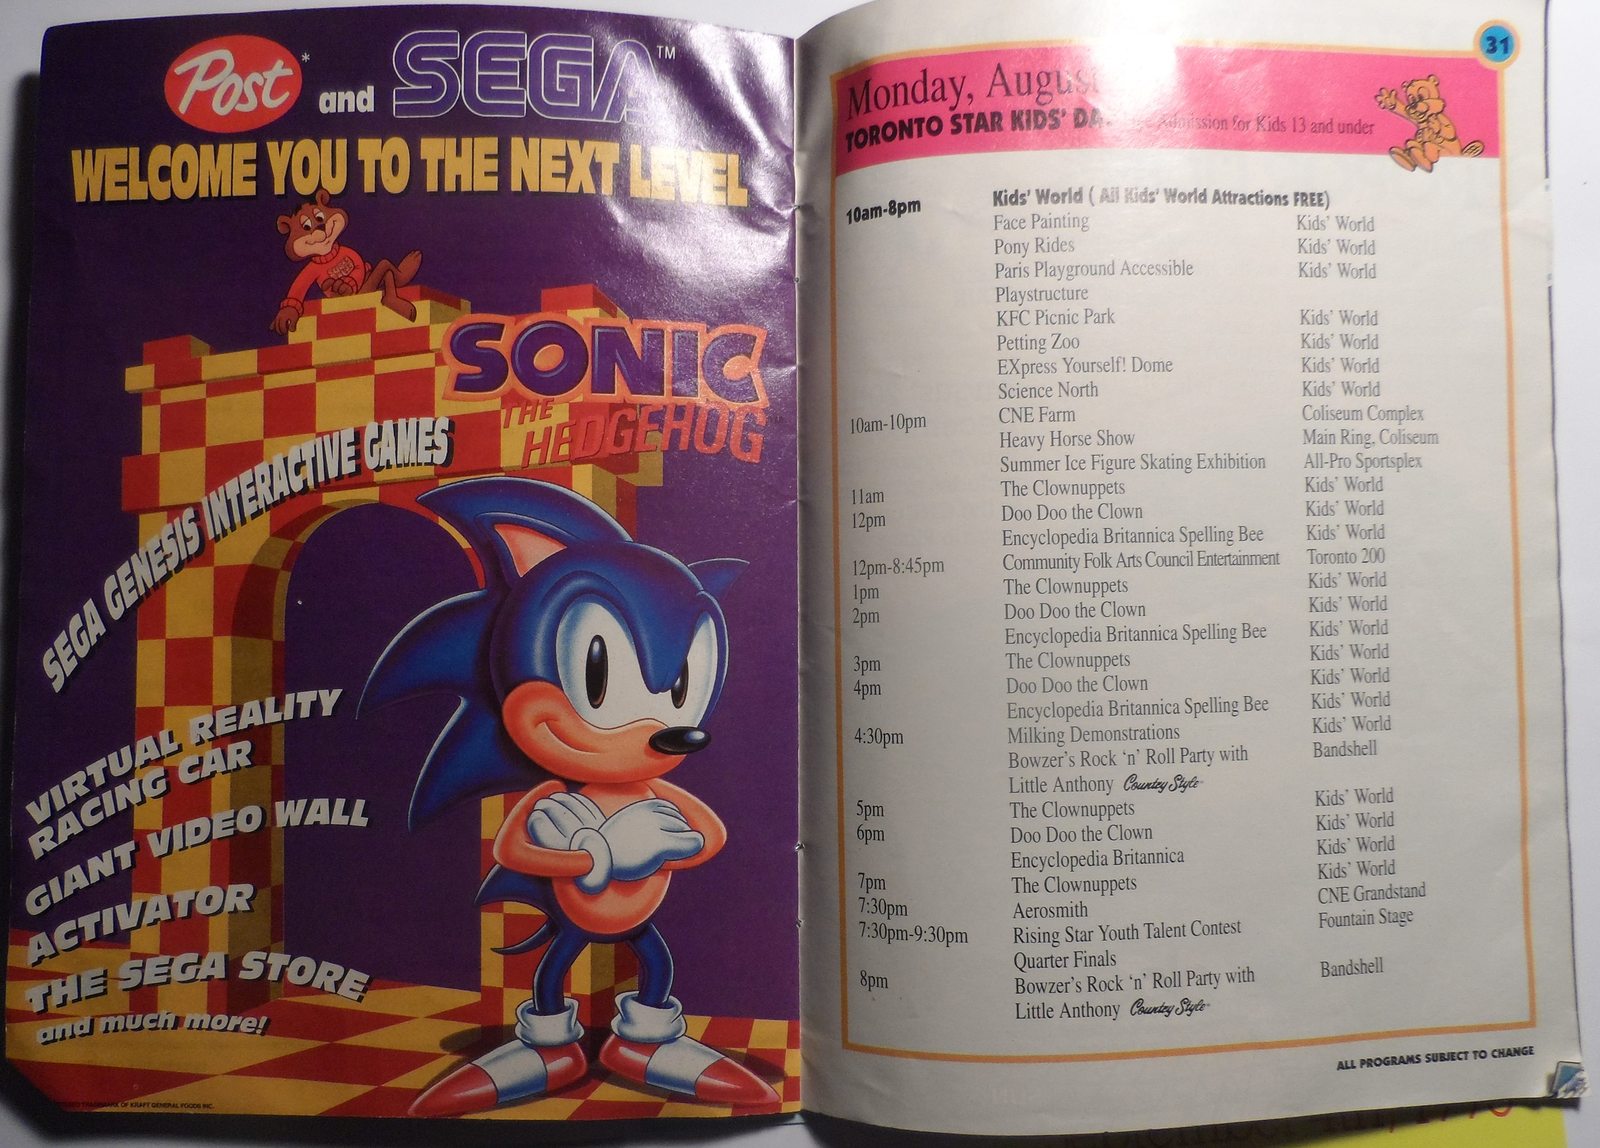 Post* and SEGA™
WELCOME YOU TO THE NEXT LEVEL
SONIC
THE
HEDGEHOG
SEGA GENESIS INTERACTIVE GAMES
VIRTUAL REALITY
RACING CAR
GIANT VIDEO WALL
ACTIVATOR
THE SEGA STORE
and much more!
TRADEMARK OF KRAFT GENERAL FOODS INC.
31
Monday, August
TORONTO STAR KIDS' Admission for Kids 13 and under
10am-8pm Kids' World ( All Kids' World Attractions FREE)
Face Painting Kids' World
Pony Rides Kids' World
Paris Playground Accessible Kids' World
Playstructure
KFC Picnic Park Kids' World
Petting Zoo Kids' World
EXpress Yourself! Dome Kids' World
Science North Kids' World
10am-10pm CNE Farm Coliseum Complex
Heavy Horse Show Main Ring, Coliseum
Summer Ice Figure Skating Exhibition All-Pro Sportsplex
11am The Clownuppets Kids' World
12pm Doo Doo the Clown Kids' World
Encyclopedia Britannica Spelling Bee Kids' World
12pm-8:45pm Community Folk Arts Council Entertainment Toronto 200
1pm The Clownuppets Kids' World
2pm Doo Doo the Clown Kids' World
Encyclopedia Britannica Spelling Bee Kids' World
3pm The Clownuppets Kids' World
4pm Doo Doo the Clown Kids' World
Encyclopedia Britannica Spelling Bee Kids' World
4:30pm Milking Demonstrations Kids' World
Bowzer's Rock 'n' Roll Party with Bandshell
Little Anthony Country Style
5pm The Clownuppets Kids' World
6pm Doo Doo the Clown Kids' World
Encyclopedia Britannica Kids' World
7pm The Clownuppets Kids' World
7:30pm Aerosmith CNE Grandstand
7:30pm-9:30pm Rising Star Youth Talent Contest Fountain Stage
Quarter Finals
8pm Bowzer's Rock 'n' Roll Party with Bandshell
Little Anthony Country Style
ALL PROGRAMS SUBJECT TO CHANGE